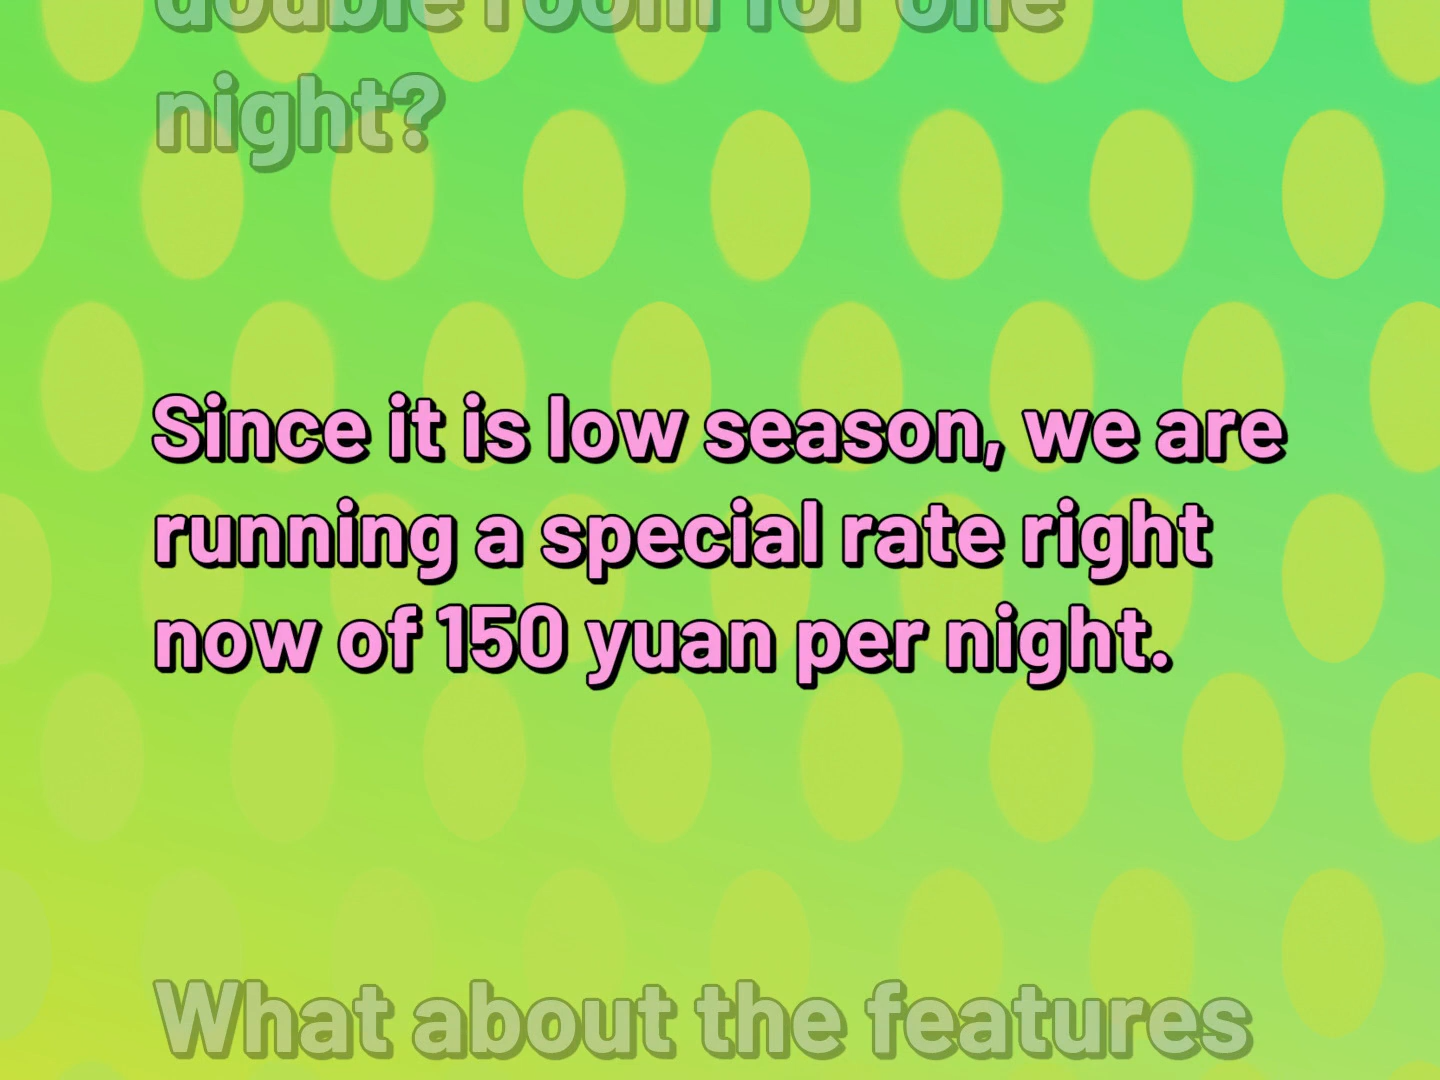 double room for one
night?
Since it is low season, we are
running a special rate right
now of 150 yuan per night.
What about the features